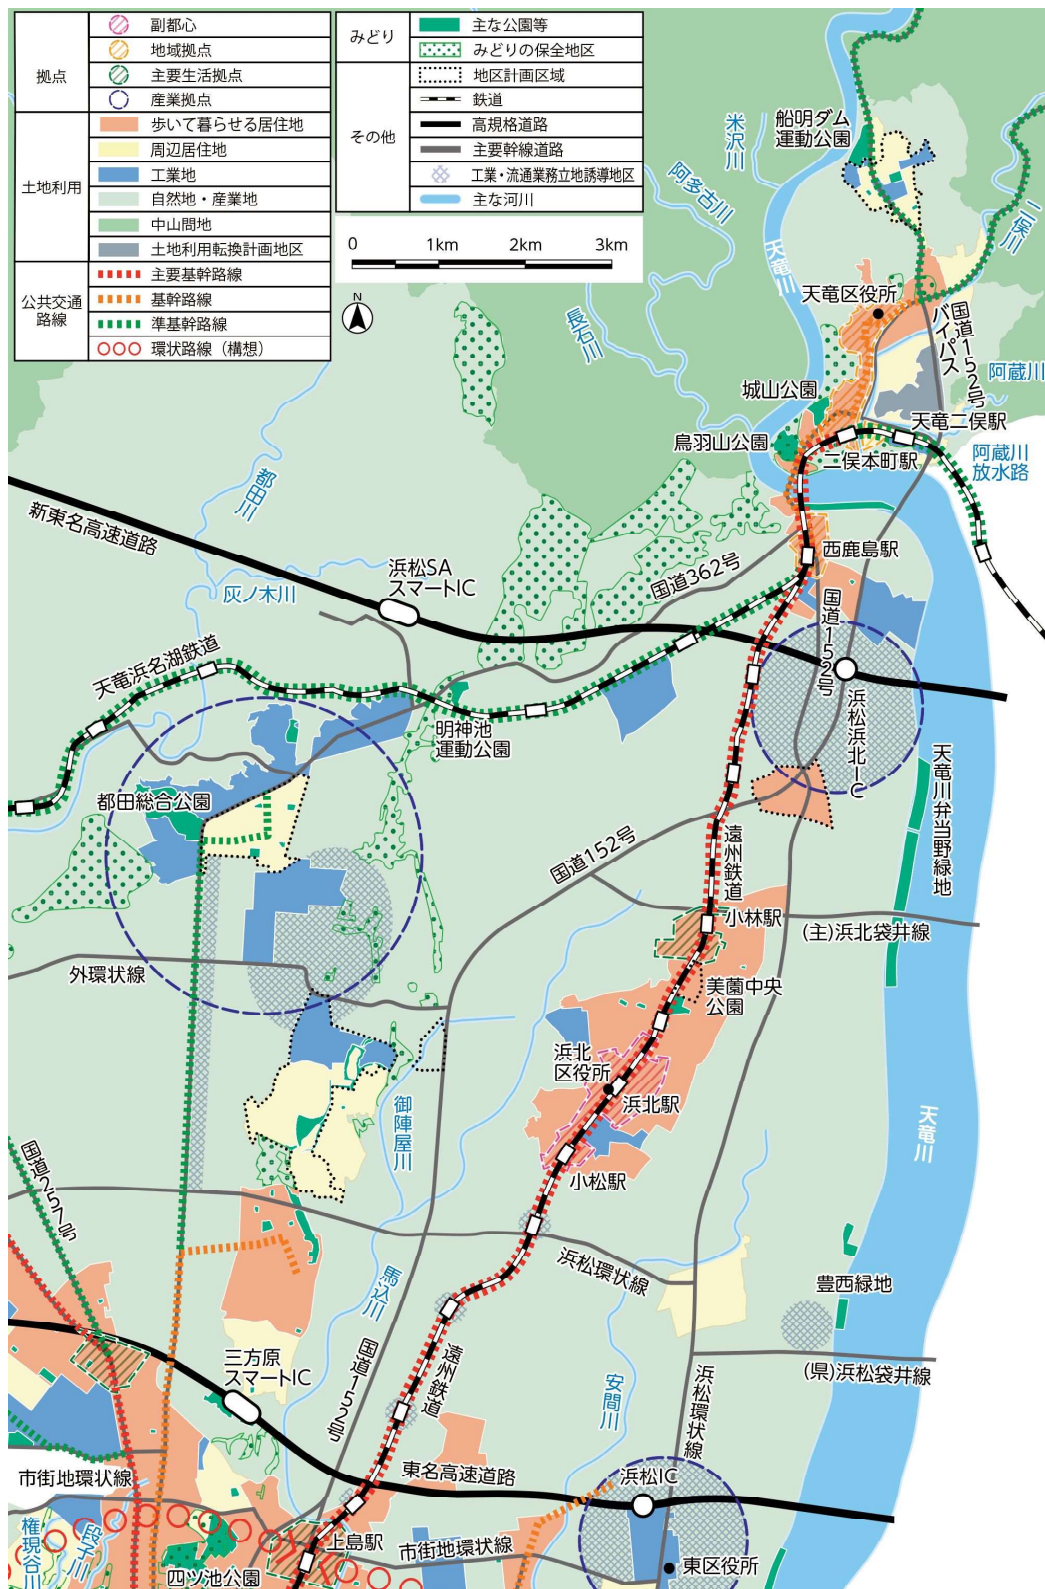 拠点
副都心
地域拠点
主要生活拠点
産業拠点
土地利用
歩いて暮らせる居住地
周辺居住地
工業地
自然地・産業地
中山間地
土地利用転換計画地区
公共交通
路線
主要基幹路線
基幹路線
準基幹路線
環状路線（構想）
みどり
主な公園等
みどりの保全地区
その他
地区計画区域
鉄道
高規格道路
主要幹線道路
工業・流通業務立地誘導地区
主な河川
0 1km 2km 3km
N
船明ダム
運動公園
米沢川
阿多古川
二俣川
天竜川
天竜区役所
国道152号
バイパス
長石川
阿蔵川
城山公園
天竜二俣駅
鳥羽山公園
二俣本町駅
阿蔵川
放水路
都田川
新東名高速道路
西鹿島駅
浜松SA
スマートIC
国道362号
灰ノ木川
国道152号
天竜浜名湖鉄道
浜松浜北IC
明神池
運動公園
天竜川弁当野緑地
都田総合公園
国道152号
遠州鉄道
小林駅
(主)浜北袋井線
外環状線
美薗中央
公園
浜北
区役所
浜北駅
御陣屋川
天竜川
国道257号
小松駅
浜松環状線
馬込川
豊西緑地
三方原
スマートIC
国道152号
遠州鉄道
安間川
浜松環状線
(県)浜松袋井線
市街地環状線
東名高速道路
浜松IC
権現谷川
段子川
上島駅
市街地環状線
東区役所
四ツ池公園